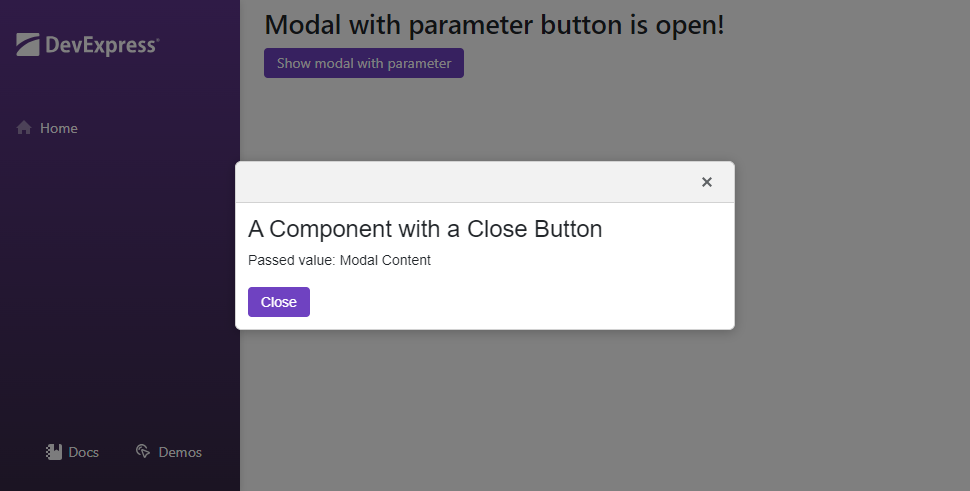 DevExpress®
Home
Docs
Demos
Modal with parameter button is open!
Show modal with parameter
A Component with a Close Button
Passed value: Modal Content
Close